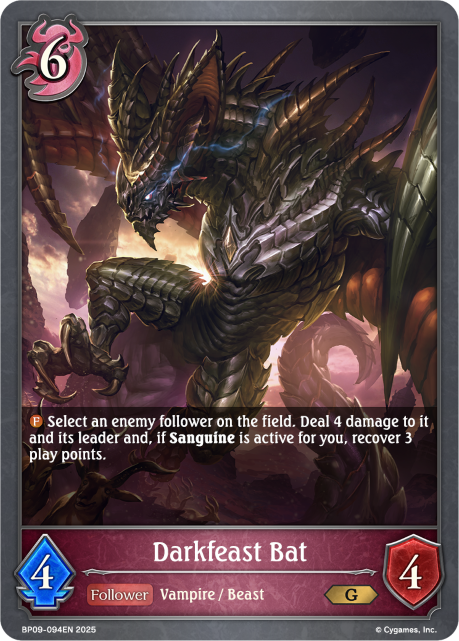 6
F Select an enemy follower on the field. Deal 4 damage to it
and its leader and, if Sanguine is active for you, recover 3
play points.
Darkfeast Bat
4
Follower Vampire / Beast G
4
BP09-094EN 2025 © Cygames, Inc.